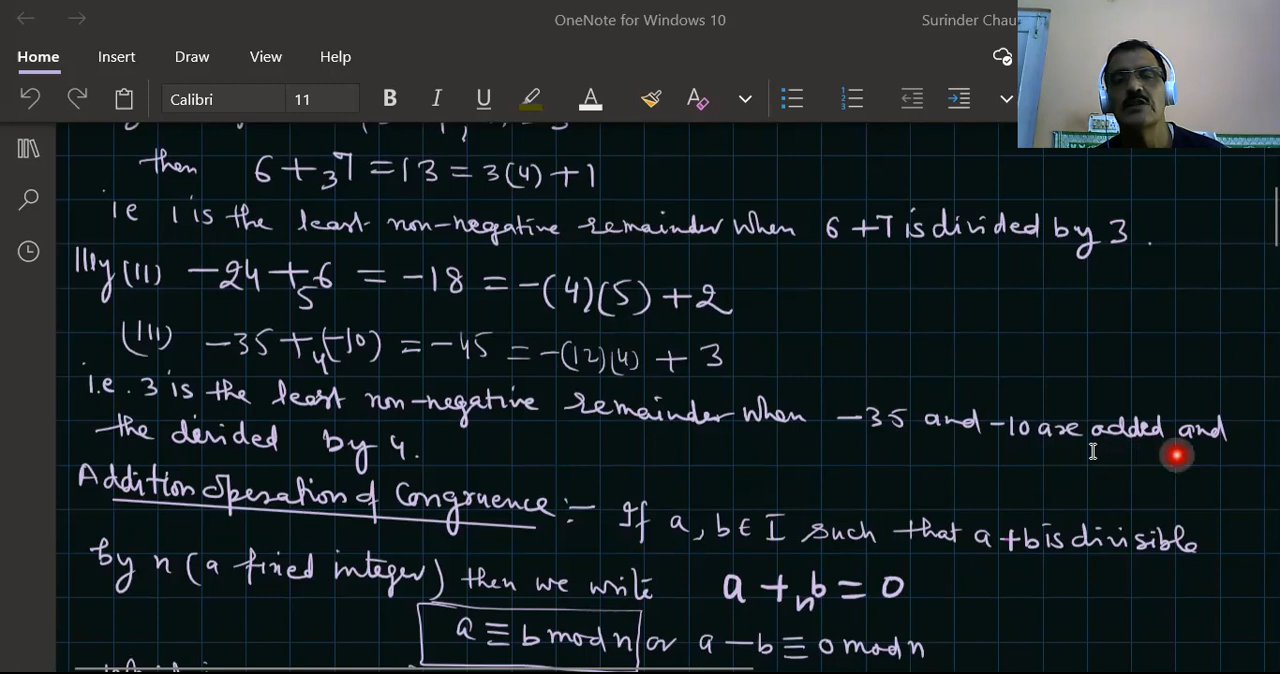 OneNote for Windows 10
Surinder Chau
Home Insert Draw View Help
Calibri 11 B I U A
then 6 +₃ 7 = 13 = 3(4) + 1
i.e 1 is the least non-negative remainder when 6 + 7 is divided by 3 .
Illly (II) -24 +₅ 6 = -18 = -(4)(5) + 2
(III) -35 +₄ (-10) = -45 = -(12)(4) + 3
i.e. 3 is the least non-negative remainder when -35 and -10 are added and
the devided by 4.
Addition Operation of Congruence :- If a, b ∈ I such that a + b is divisible
by n (a fixed integer) then we write a +ₙ b = 0
a ≡ b mod n or a - b ≡ 0 mod n